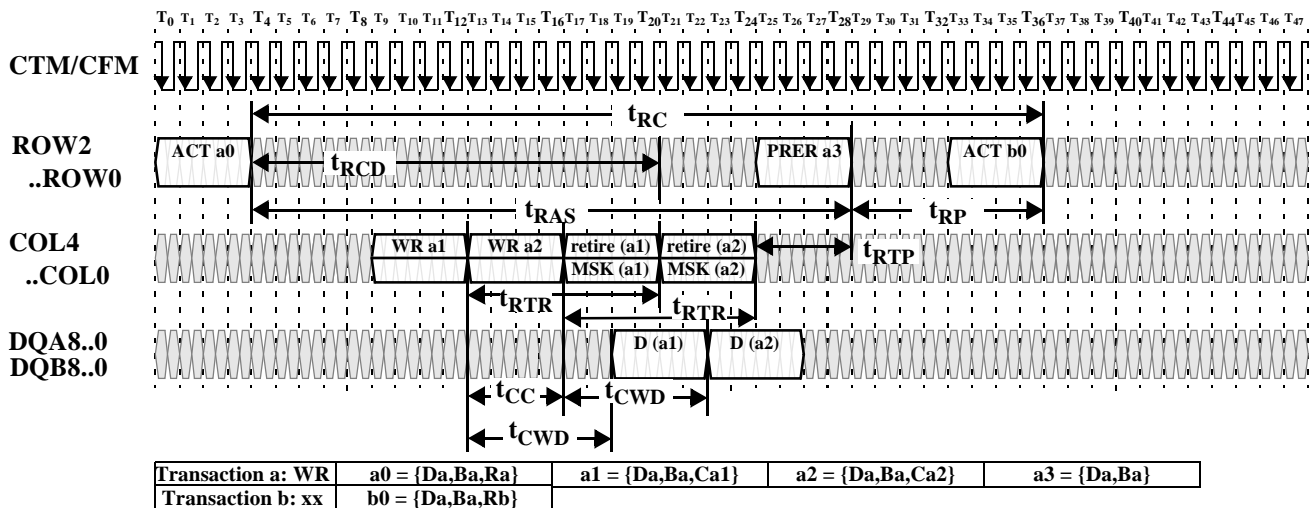 T0 T1 T2 T3 T4 T5 T6 T7 T8 T9 T10 T11 T12 T13 T14 T15 T16 T17 T18 T19 T20 T21 T22 T23 T24 T25 T26 T27 T28 T29 T30 T31 T32 T33 T34 T35 T36 T37 T38 T39 T40 T41 T42 T43 T44 T45 T46 T47
CTM/CFM
tRC
ROW2
..ROW0
ACT a0
PRER a3
ACT b0
tRCD
tRAS
tRP
COL4
..COL0
WR a1
WR a2
retire (a1)
retire (a2)
MSK (a1)
MSK (a2)
tRTP
tRTR
tRTR
DQA8..0
DQB8..0
D (a1)
D (a2)
tCC
tCWD
tCWD
Transaction a: WR a0 = {Da,Ba,Ra} a1 = {Da,Ba,Ca1} a2 = {Da,Ba,Ca2} a3 = {Da,Ba}
Transaction b: xx b0 = {Da,Ba,Rb}